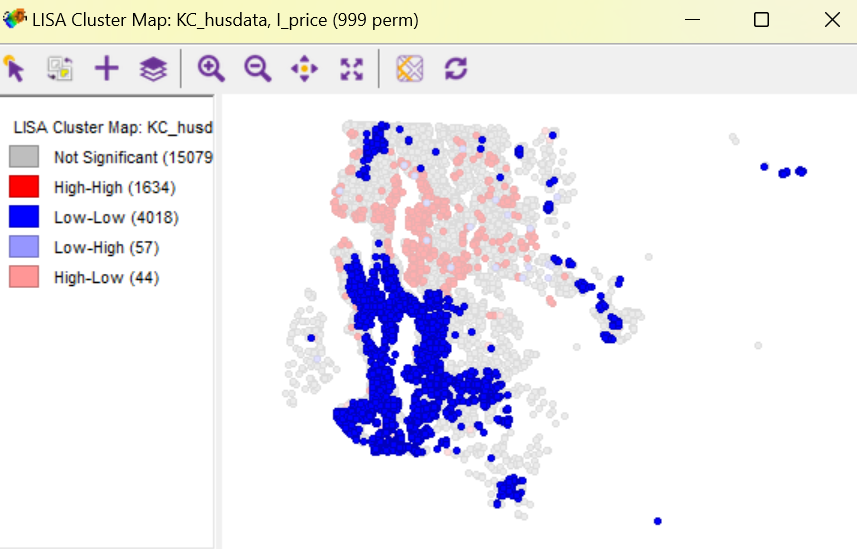 LISA Cluster Map: KC_husdata, I_price (999 perm)
LISA Cluster Map: KC_husd
Not Significant (15079
High-High (1634)
Low-Low (4018)
Low-High (57)
High-Low (44)